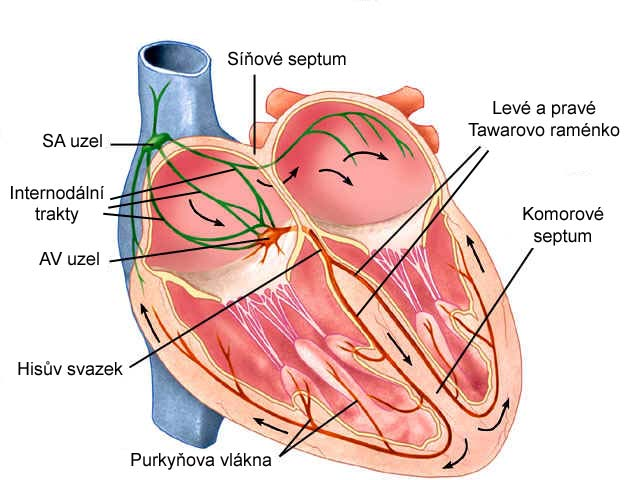 Síňové septum
Levé a pravé
Tawarovo raménko
SA uzel
Internodální
trakty
Komorové
septum
AV uzel
Hisův svazek
Purkyňova vlákna